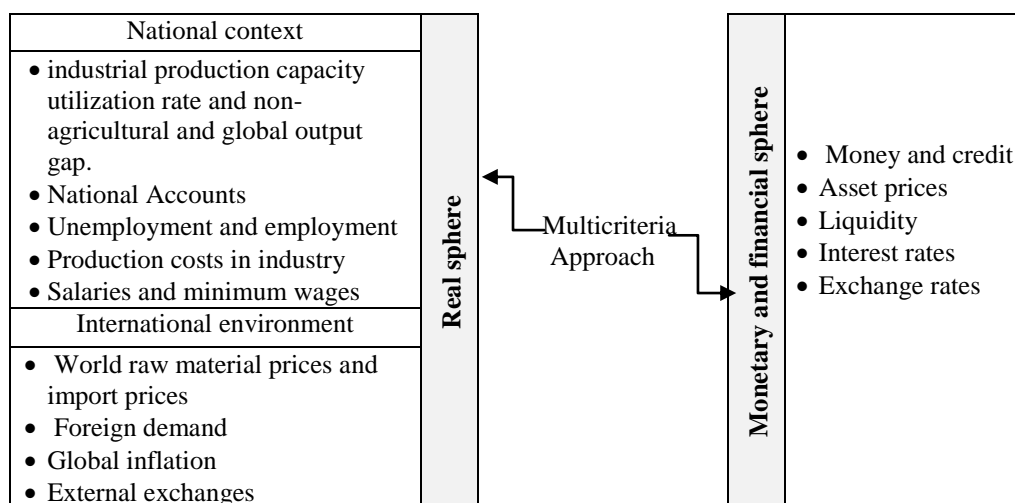 National context
• industrial production capacity
utilization rate and non-
agricultural and global output
gap.
• National Accounts
• Unemployment and employment
• Production costs in industry
• Salaries and minimum wages
International environment
• World raw material prices and
import prices
• Foreign demand
• Global inflation
• External exchanges
Real sphere
Multicriteria
Approach
Monetary and financial sphere
• Money and credit
• Asset prices
• Liquidity
• Interest rates
• Exchange rates